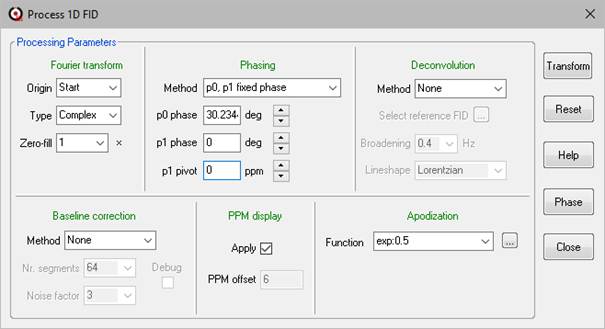 Process 1D FID
Processing Parameters
Fourier transform
Origin Start
Type Complex
Zero-fill 1 ×
Phasing
Method p0, p1 fixed phase
p0 phase 30.234 deg
p1 phase 0 deg
p1 pivot 0 ppm
Deconvolution
Method None
Select reference FID ...
Broadening 0.4 Hz
Lineshape Lorentzian
Baseline correction
Method None
Nr. segments 64 Debug
Noise factor 3
PPM display
Apply
PPM offset 6
Apodization
Function exp:0.5 ...
Transform
Reset
Help
Phase
Close